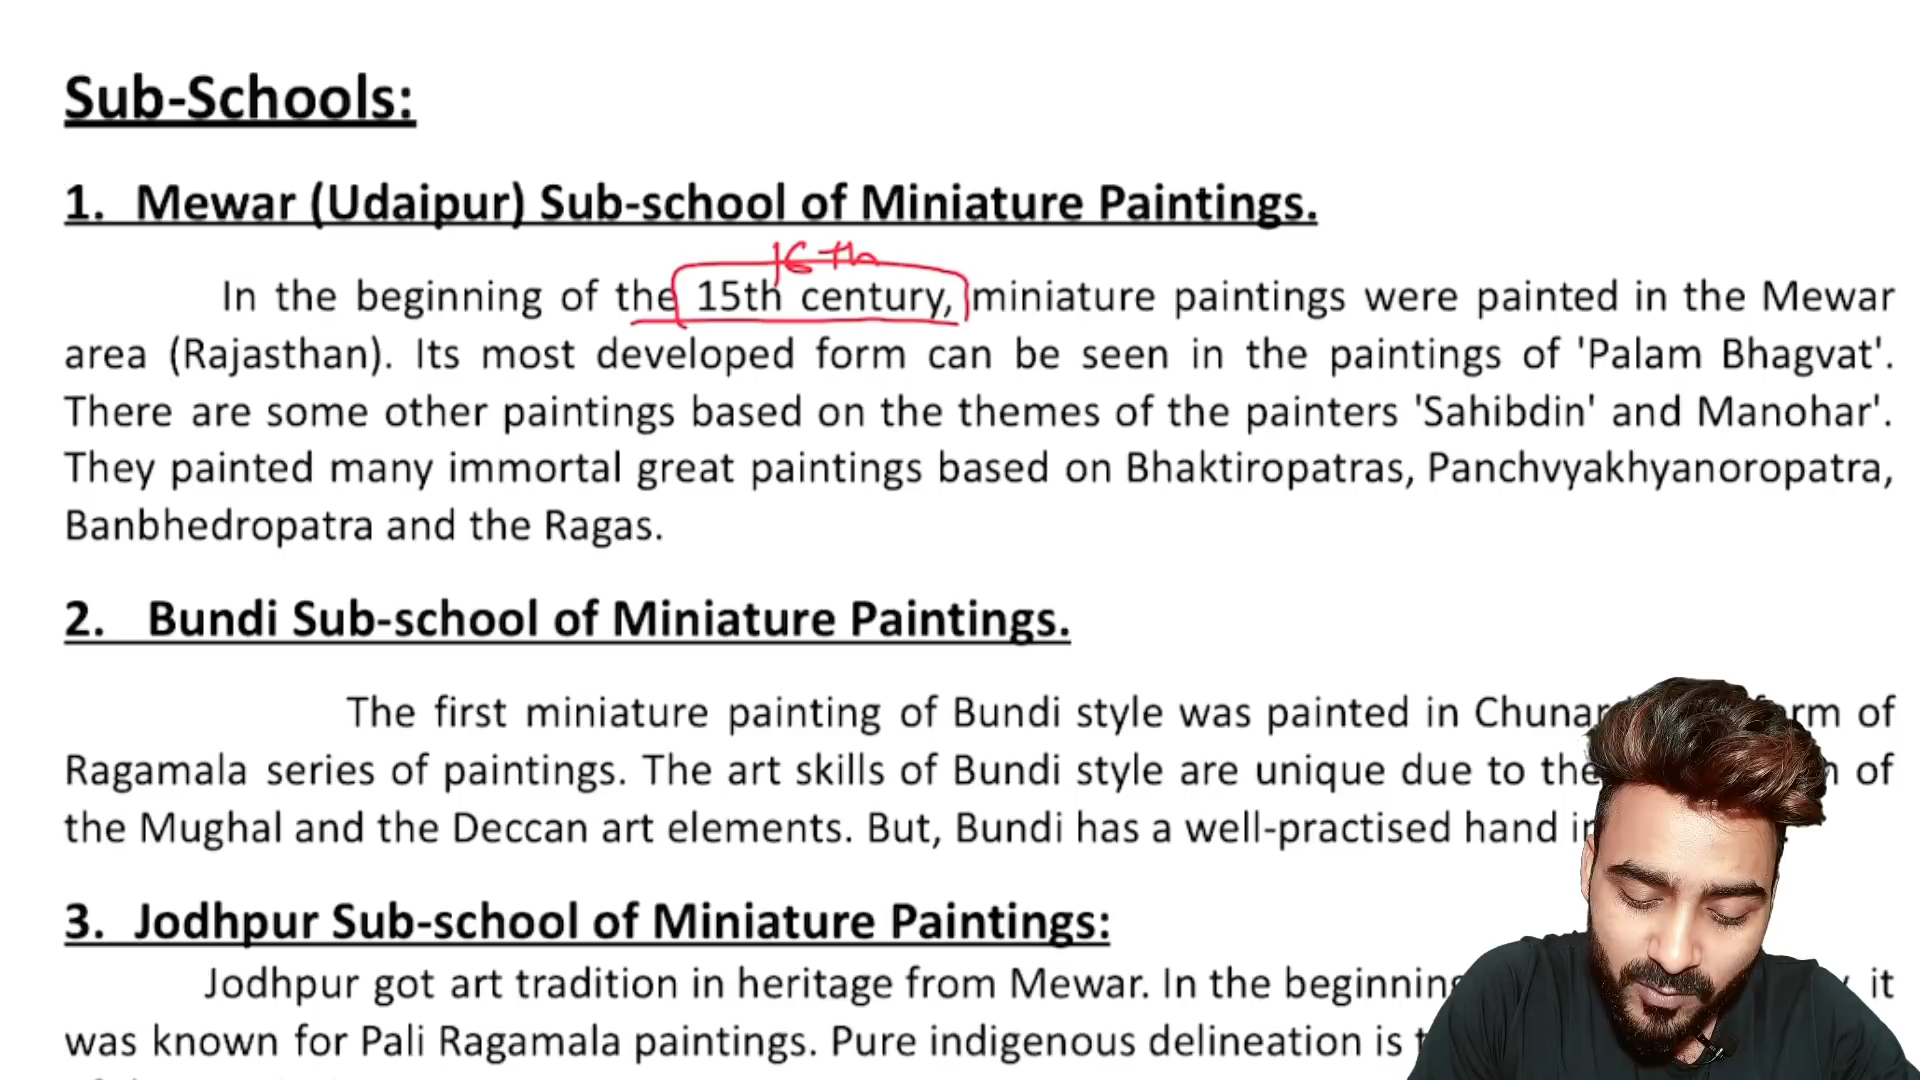 Sub-Schools:
1. Mewar (Udaipur) Sub-school of Miniature Paintings.
16th
In the beginning of the 15th century, miniature paintings were painted in the Mewar
area (Rajasthan). Its most developed form can be seen in the paintings of 'Palam Bhagvat'.
There are some other paintings based on the themes of the painters 'Sahibdin' and Manohar'.
They painted many immortal great paintings based on Bhaktiropatras, Panchvyakhyanoropatra,
Banbhedropatra and the Ragas.
2. Bundi Sub-school of Miniature Paintings.
The first miniature painting of Bundi style was painted in of
Ragamala series of paintings. The art skills of Bundi style are unique due to the of
the Mughal and the Deccan art elements. But, Bundi has a well-practised hand
3. Jodhpur Sub-school of Miniature Paintings:
Jodhpur got art tradition in heritage from Mewar. In the it
was known for Pali Ragamala paintings. Pure indigenous delineation is